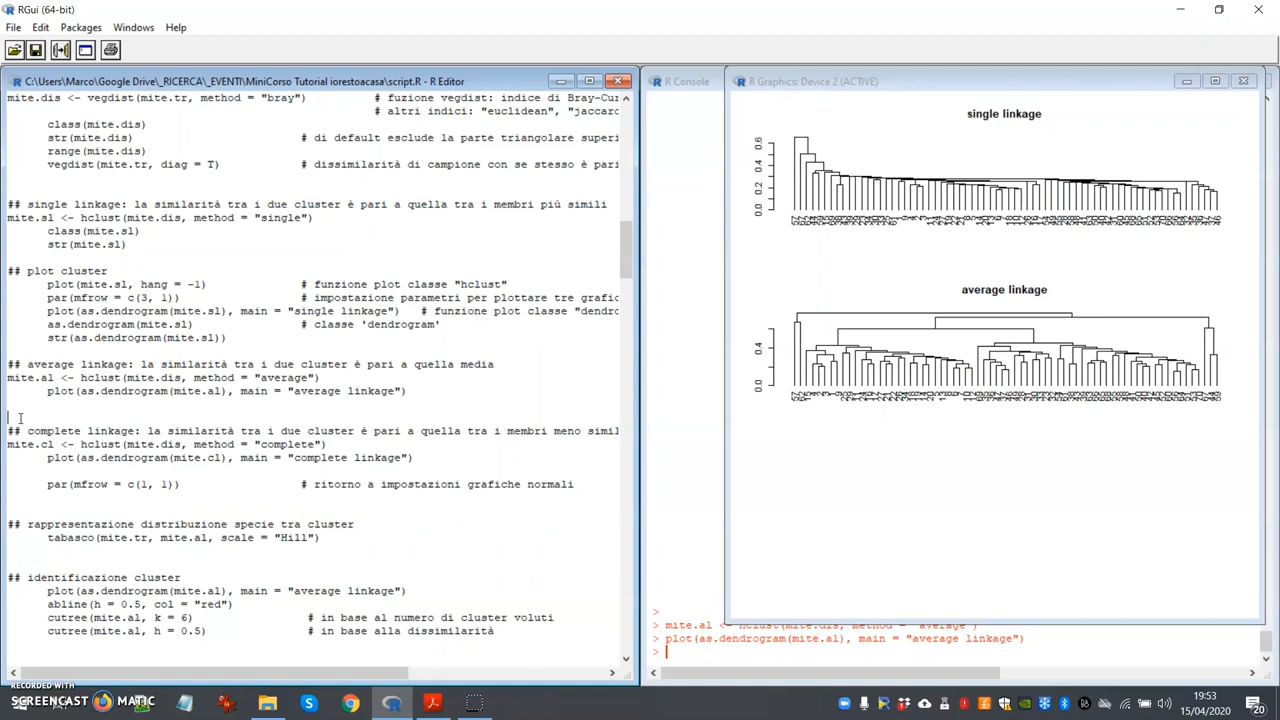 RGui (64-bit)
File Edit Packages Windows Help
C:\Users\Marco\Google Drive\_RICERCA\_EVENTI\MiniCorso Tutorial iorestoacasa\script.R - R Editor
mite.dis <- vegdist(mite.tr, method = "bray") # fuzione vegdist: indice di Bray-Cur
# altri indici: "euclidean", "jaccar
class(mite.dis)
str(mite.dis) # di default esclude la parte triangolare superi
range(mite.dis)
vegdist(mite.tr, diag = T) # dissimilarità di campione con se stesso è pari
## single linkage: la similarità tra i due cluster è pari a quella tra i membri più simili
mite.sl <- hclust(mite.dis, method = "single")
class(mite.sl)
str(mite.sl)
## plot cluster
plot(mite.sl, hang = -1) # funzione plot classe "hclust"
par(mfrow = c(3, 1)) # impostazione parametri per plottare tre grafic
plot(as.dendrogram(mite.sl), main = "single linkage") # funzione plot classe "dendro
as.dendrogram(mite.sl) # classe 'dendrogram'
str(as.dendrogram(mite.sl))
## average linkage: la similarità tra i due cluster è pari a quella media
mite.al <- hclust(mite.dis, method = "average")
plot(as.dendrogram(mite.al), main = "average linkage")
## complete linkage: la similarità tra i due cluster è pari a quella tra i membri meno simil
mite.cl <- hclust(mite.dis, method = "complete")
plot(as.dendrogram(mite.cl), main = "complete linkage")
par(mfrow = c(1, 1)) # ritorno a impostazioni grafiche normali
## rappresentazione distribuzione specie tra cluster
tabasco(mite.tr, mite.al, scale = "Hill")
## identificazione cluster
plot(as.dendrogram(mite.al), main = "average linkage")
abline(h = 0.5, col = "red")
cutree(mite.al, k = 6) # in base al numero di cluster voluti
cutree(mite.al, h = 0.5) # in base alla dissimilarità
R Console
R Graphics: Device 2 (ACTIVE)
single linkage
0.0 0.2 0.4 0.6
average linkage
0.0 0.4
>
> mite.al <- hclust(mite.dis, method = "average")
> plot(as.dendrogram(mite.al), main = "average linkage")
>
RECORDED WITH
SCREENCAST MATIC
19:53
15/04/2020
20